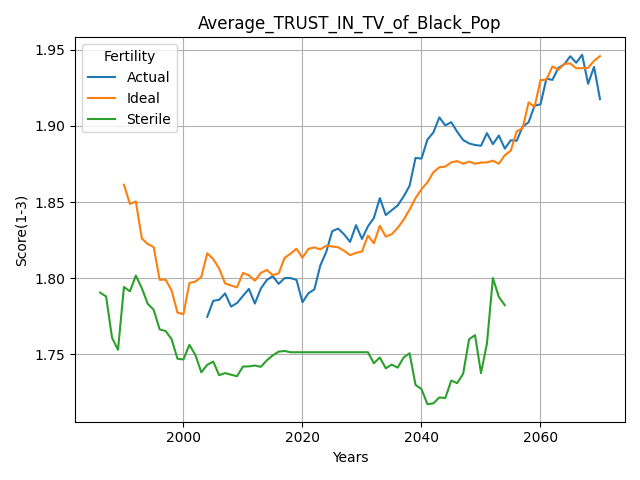 Average_TRUST_IN_TV_of_Black_Pop
Fertility
Actual
Ideal
Sterile
Score(1-3)
1.95
1.90
1.85
1.80
1.75
2000
2020
2040
2060
Years